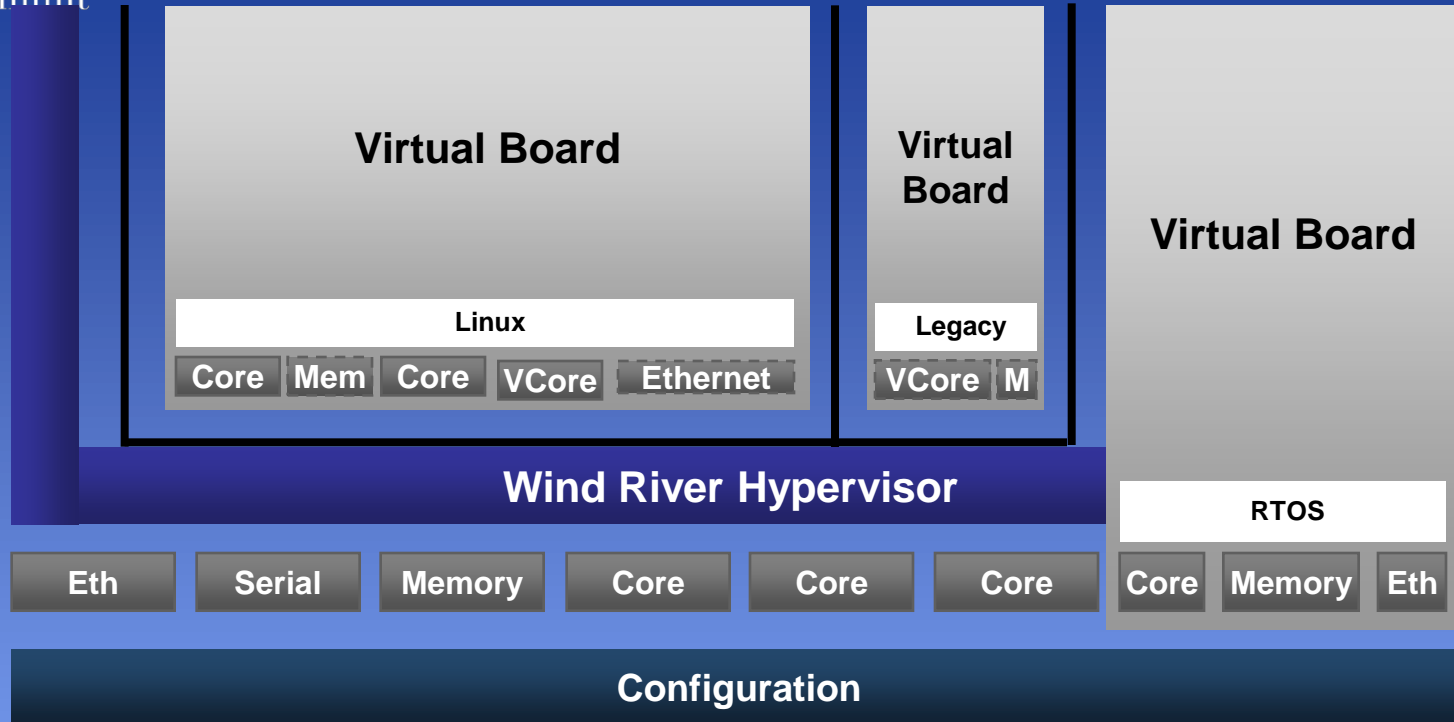 Virtual Board
Linux
Core Mem Core VCore Ethernet
Virtual
Board
Legacy
VCore M
Virtual Board
RTOS
Core Memory Eth
Wind River Hypervisor
Eth Serial Memory Core Core Core
Configuration